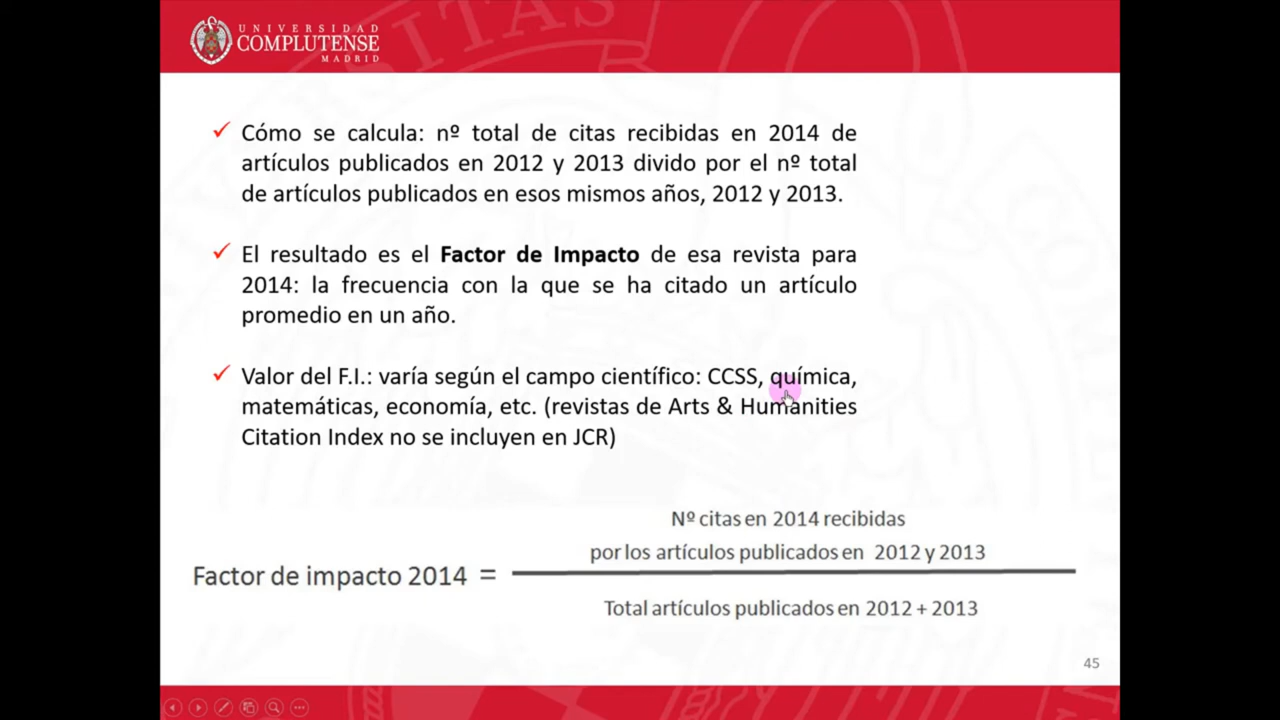 UNIVERSIDAD
COMPLUTENSE
MADRID
Cómo se calcula: nº total de citas recibidas en 2014 de
artículos publicados en 2012 y 2013 divido por el nº total
de artículos publicados en esos mismos años, 2012 y 2013.
El resultado es el Factor de Impacto de esa revista para
2014: la frecuencia con la que se ha citado un artículo
promedio en un año.
Valor del F.I.: varía según el campo científico: CCSS, química,
matemáticas, economía, etc. (revistas de Arts & Humanities
Citation Index no se incluyen en JCR)
Nº citas en 2014 recibidas
por los artículos publicados en 2012 y 2013
Factor de impacto 2014 =
Total artículos publicados en 2012 + 2013
45